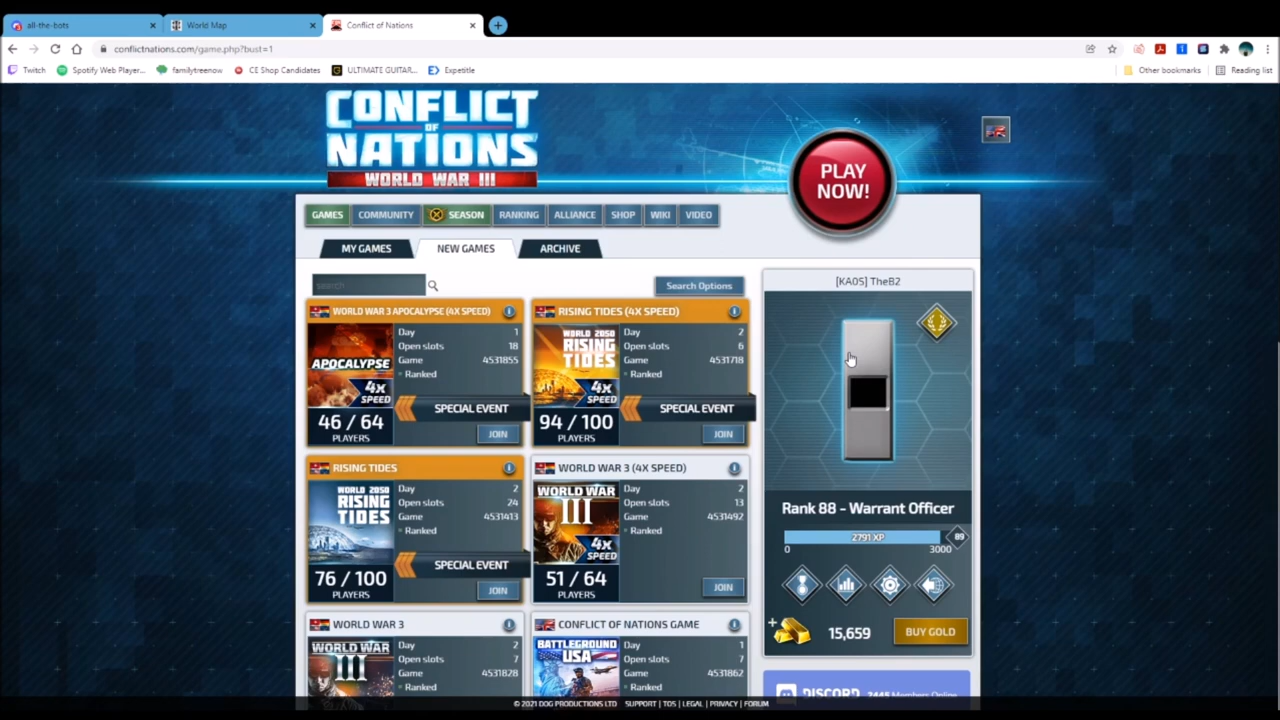 all-the-bots
World Map
Conflict of Nations
conflictnations.com/game.php?bust=1
Twitch
Spotify Web Player...
familytreenow
CE Shop Candidates
ULTIMATE GUITAR...
Expetitle
Other bookmarks
Reading list
CONFLICT
OF
NATIONS
WORLD WAR III
PLAY
NOW!
GAMES
COMMUNITY
SEASON
RANKING
ALLIANCE
SHOP
WIKI
VIDEO
MY GAMES
NEW GAMES
ARCHIVE
search
Search Options
[KA05] TheB2
WORLD WAR 3 APOCALYPSE (4X SPEED)
Day 1
Open slots 18
Game 4531855
Ranked
APOCALYPSE
4x
SPEED
SPECIAL EVENT
46 / 64
PLAYERS
JOIN
RISING TIDES (4X SPEED)
Day 2
Open slots 6
Game 4531718
Ranked
WORLD 2050
RISING
TIDES
4x
SPEED
SPECIAL EVENT
94 / 100
PLAYERS
JOIN
RISING TIDES
Day 2
Open slots 24
Game 4531413
Ranked
WORLD 2050
RISING
TIDES
SPECIAL EVENT
76 / 100
PLAYERS
JOIN
WORLD WAR 3 (4X SPEED)
Day 2
Open slots 13
Game 4531492
Ranked
WORLD WAR
III
4x
SPEED
51 / 64
PLAYERS
JOIN
WORLD WAR 3
Day 2
Open slots 7
Game 4531828
Ranked
WORLD WAR
III
CONFLICT OF NATIONS GAME
Day 1
Open slots 7
Game 4531862
Ranked
BATTLEGROUND
USA
Rank 88 - Warrant Officer
2791 XP
89
0
3000
15,659
BUY GOLD
DISCORD 2445 Members Online
© 2021 DOG PRODUCTIONS LTD SUPPORT | TOS | LEGAL | PRIVACY | FORUM